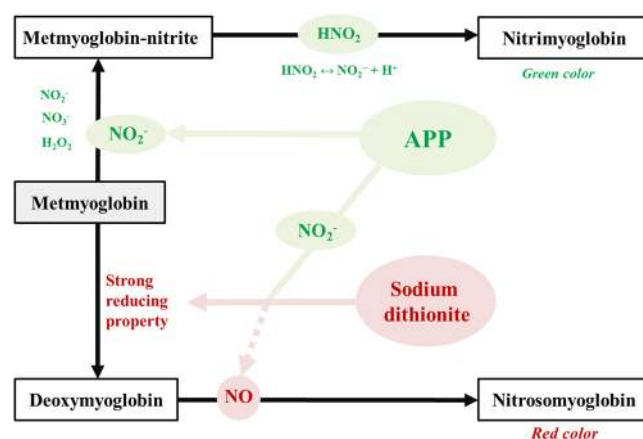 Metmyoglobin-nitrite
HNO₂
Nitrimyoglobin
HNO₂ ↔ NO₂⁻ + H⁺
Green color
NO₂⁻
NO₃⁻
H₂O₂
NO₂⁻
APP
Metmyoglobin
NO₂⁻
Strong
reducing
property
Sodium
dithionite
Deoxymyoglobin
NO
Nitrosomyoglobin
Red color